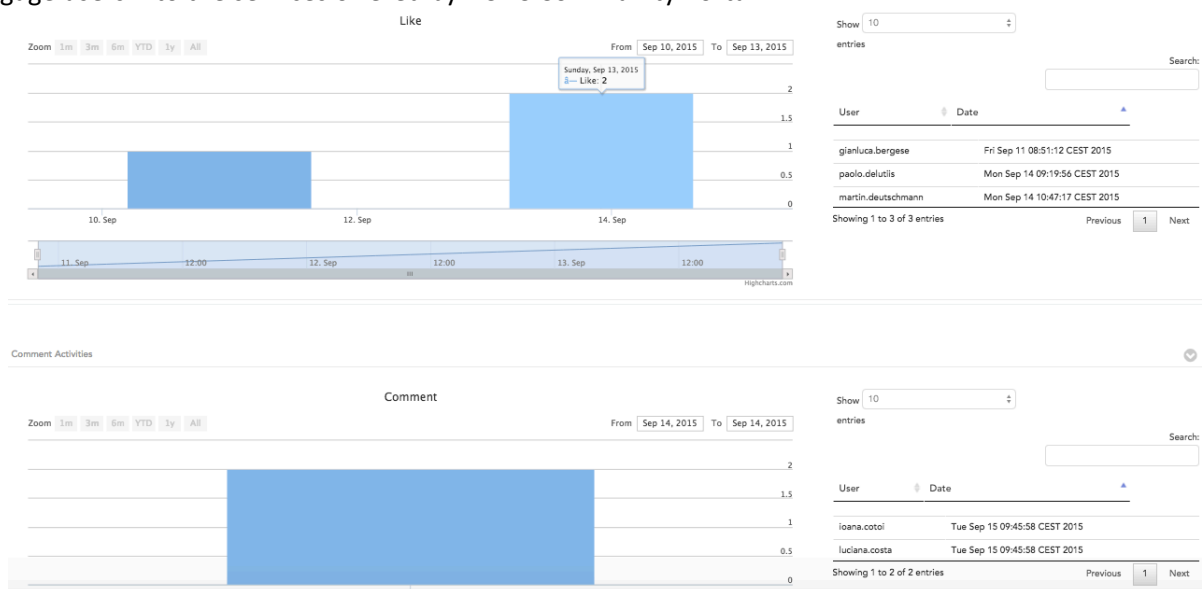 Like
Zoom 1m 3m 6m YTD 1y All
From Sep 10, 2015 To Sep 13, 2015
Sunday, Sep 13, 2015
Like: 2
2
1.5
1
0.5
0
10. Sep 12. Sep 14. Sep
11. Sep 12:00 12. Sep 12:00 13. Sep 12:00
Highcharts.com
Show 10
entries
Search:
User Date
gianluca.bergese Fri Sep 11 08:51:12 CEST 2015
paolo.delutiis Mon Sep 14 09:19:56 CEST 2015
martin.deutschmann Mon Sep 14 10:47:17 CEST 2015
Showing 1 to 3 of 3 entries
Previous 1 Next
Comment Activities
Comment
Zoom 1m 3m 6m YTD 1y All
From Sep 14, 2015 To Sep 14, 2015
2
1.5
1
0.5
0
Show 10
entries
Search:
User Date
ioana.cotoi Tue Sep 15 09:45:58 CEST 2015
luciana.costa Tue Sep 15 09:45:58 CEST 2015
Showing 1 to 2 of 2 entries
Previous 1 Next